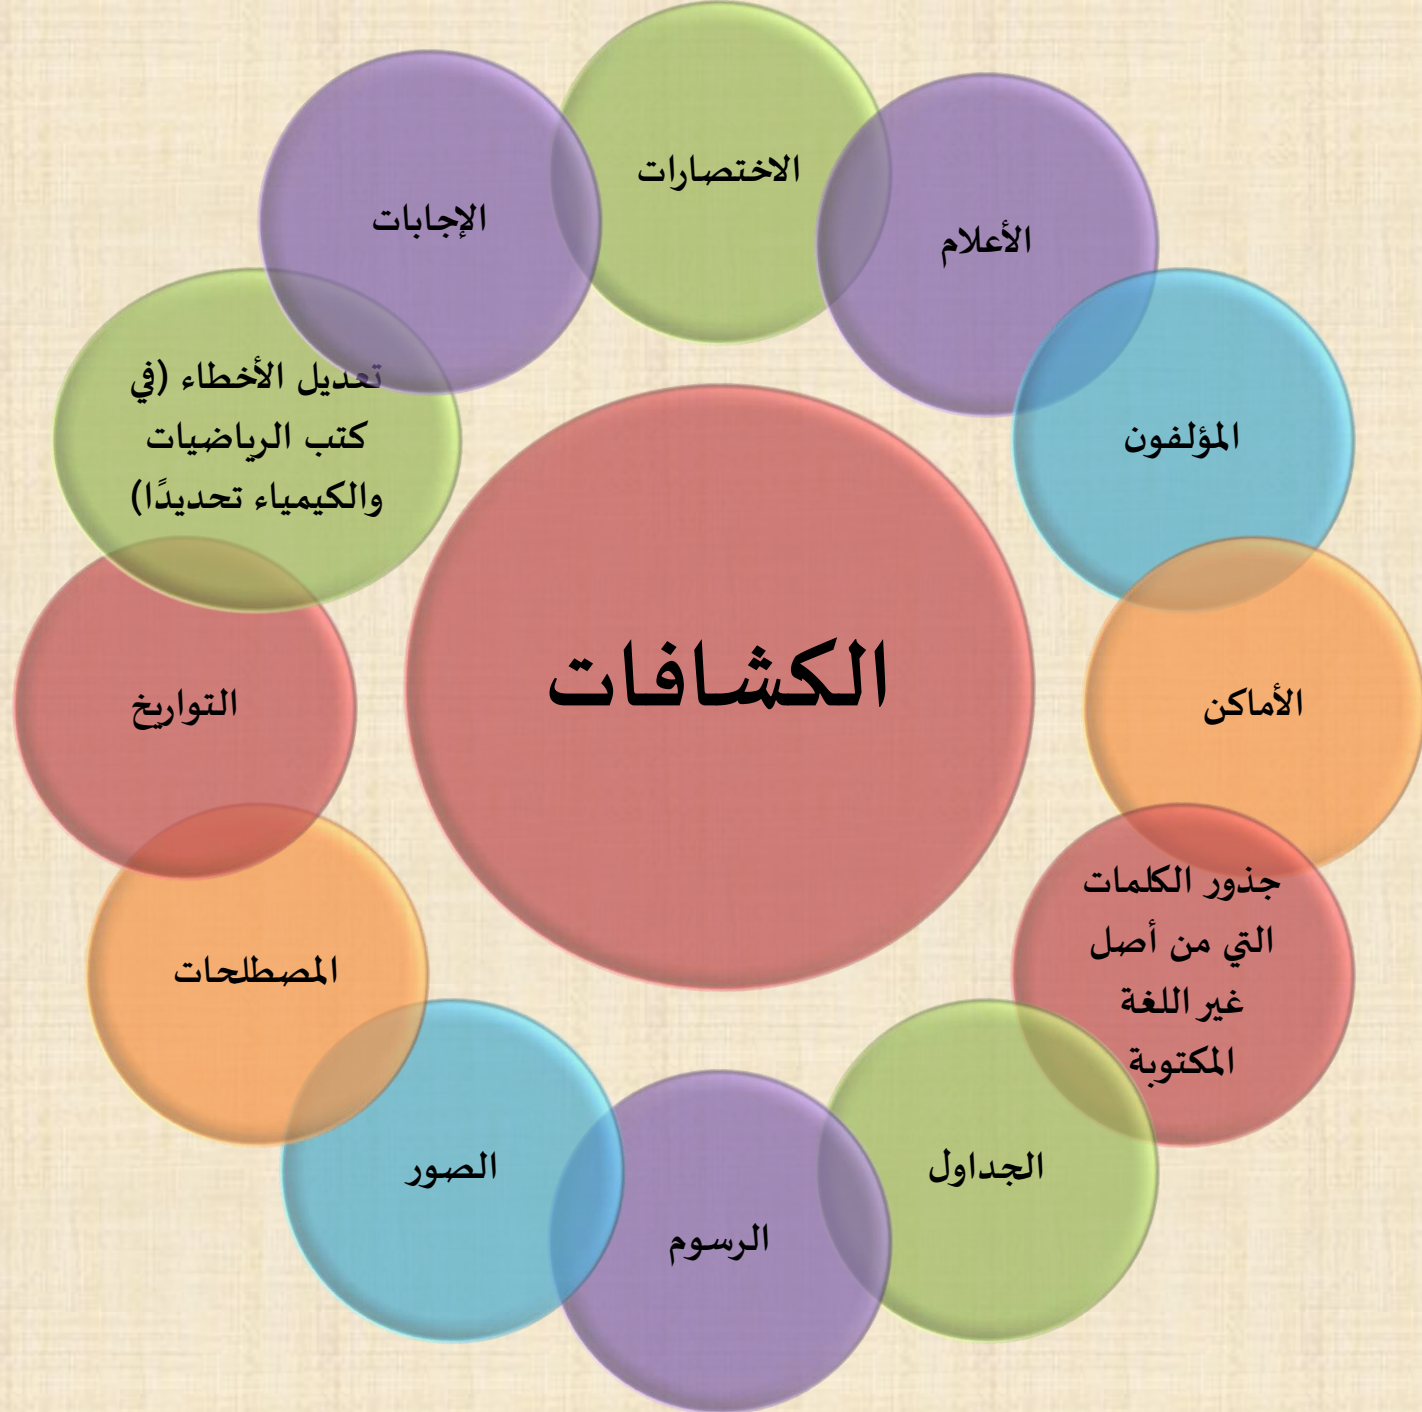 الكشافات
الاختصارات
الأعلام
المؤلفون
الأماكن
جذور الكلمات
التي من أصل
غير اللغة
المكتوبة
الجداول
الرسوم
الصور
المصطلحات
التواريخ
تعديل الأخطاء (في
كتب الرياضيات
والكيمياء تحديدًا)
الإجابات